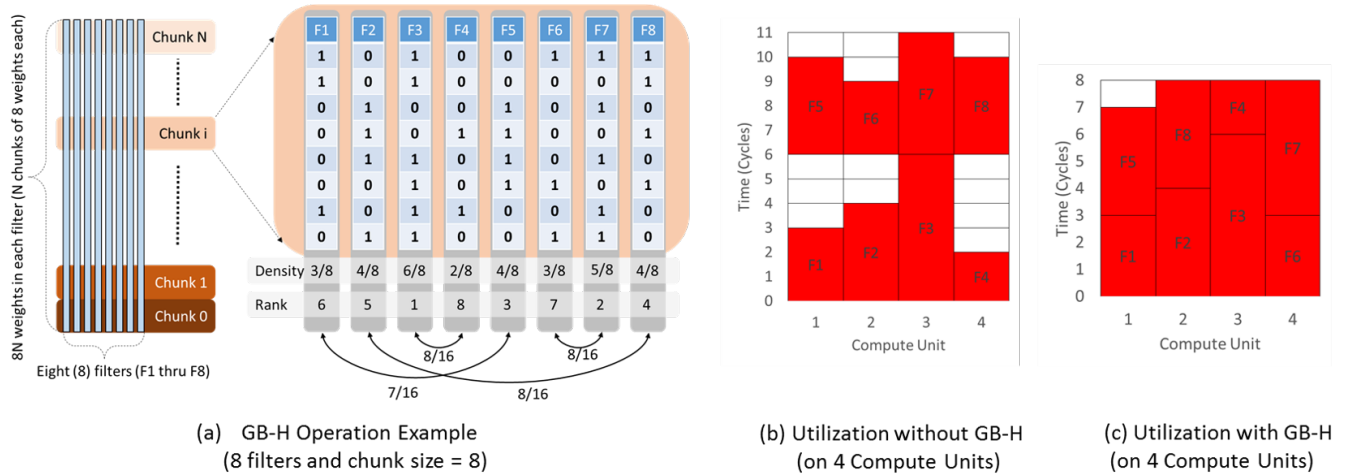 8N weights in each filter (N chunks of 8 weights each)
Chunk N
Chunk i
Chunk 1
Chunk 0
Eight (8) filters (F1 thru F8)
F1 F2 F3 F4 F5 F6 F7 F8
1 0 1 0 0 1 1 1
1 0 1 0 0 0 0 1
0 1 0 0 1 0 1 0
0 1 0 1 0 0 0 1
0 1 1 0 1 0 1 0
0 0 1 0 1 1 0 1
1 0 1 1 0 0 1 0
0 1 1 0 1 1 1 0
Density 3/8 4/8 6/8 2/8 4/8 3/8 5/8 4/8
Rank 6 5 1 8 3 7 2 4
8/16
8/16
7/16
8/16
(a) GB-H Operation Example
(8 filters and chunk size = 8)
Time (Cycles)
11
10
9
8
7
6
5
4
3
2
1
0
F5
F6
F7
F8
F1
F2
F3
F4
1 2 3 4
Compute Unit
(b) Utilization without GB-H
(on 4 Compute Units)
Time (Cycles)
8
7
6
5
4
3
2
1
0
F5
F8
F4
F7
F1
F2
F3
F6
1 2 3 4
Compute Unit
(c) Utilization with GB-H
(on 4 Compute Units)